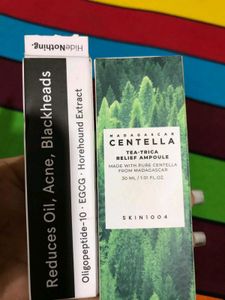 HideNothing.
Reduces Oil, Acne, Blackheads
Oligopeptide-10 · EGCG · Horehound Extract
MADAGASCAR
CENTELLA
TEA-TRICA
RELIEF AMPOULE
MADE WITH PURE CENTELLA
FROM MADAGASCAR
30 ML / 1.01 FL.OZ
SKIN1004